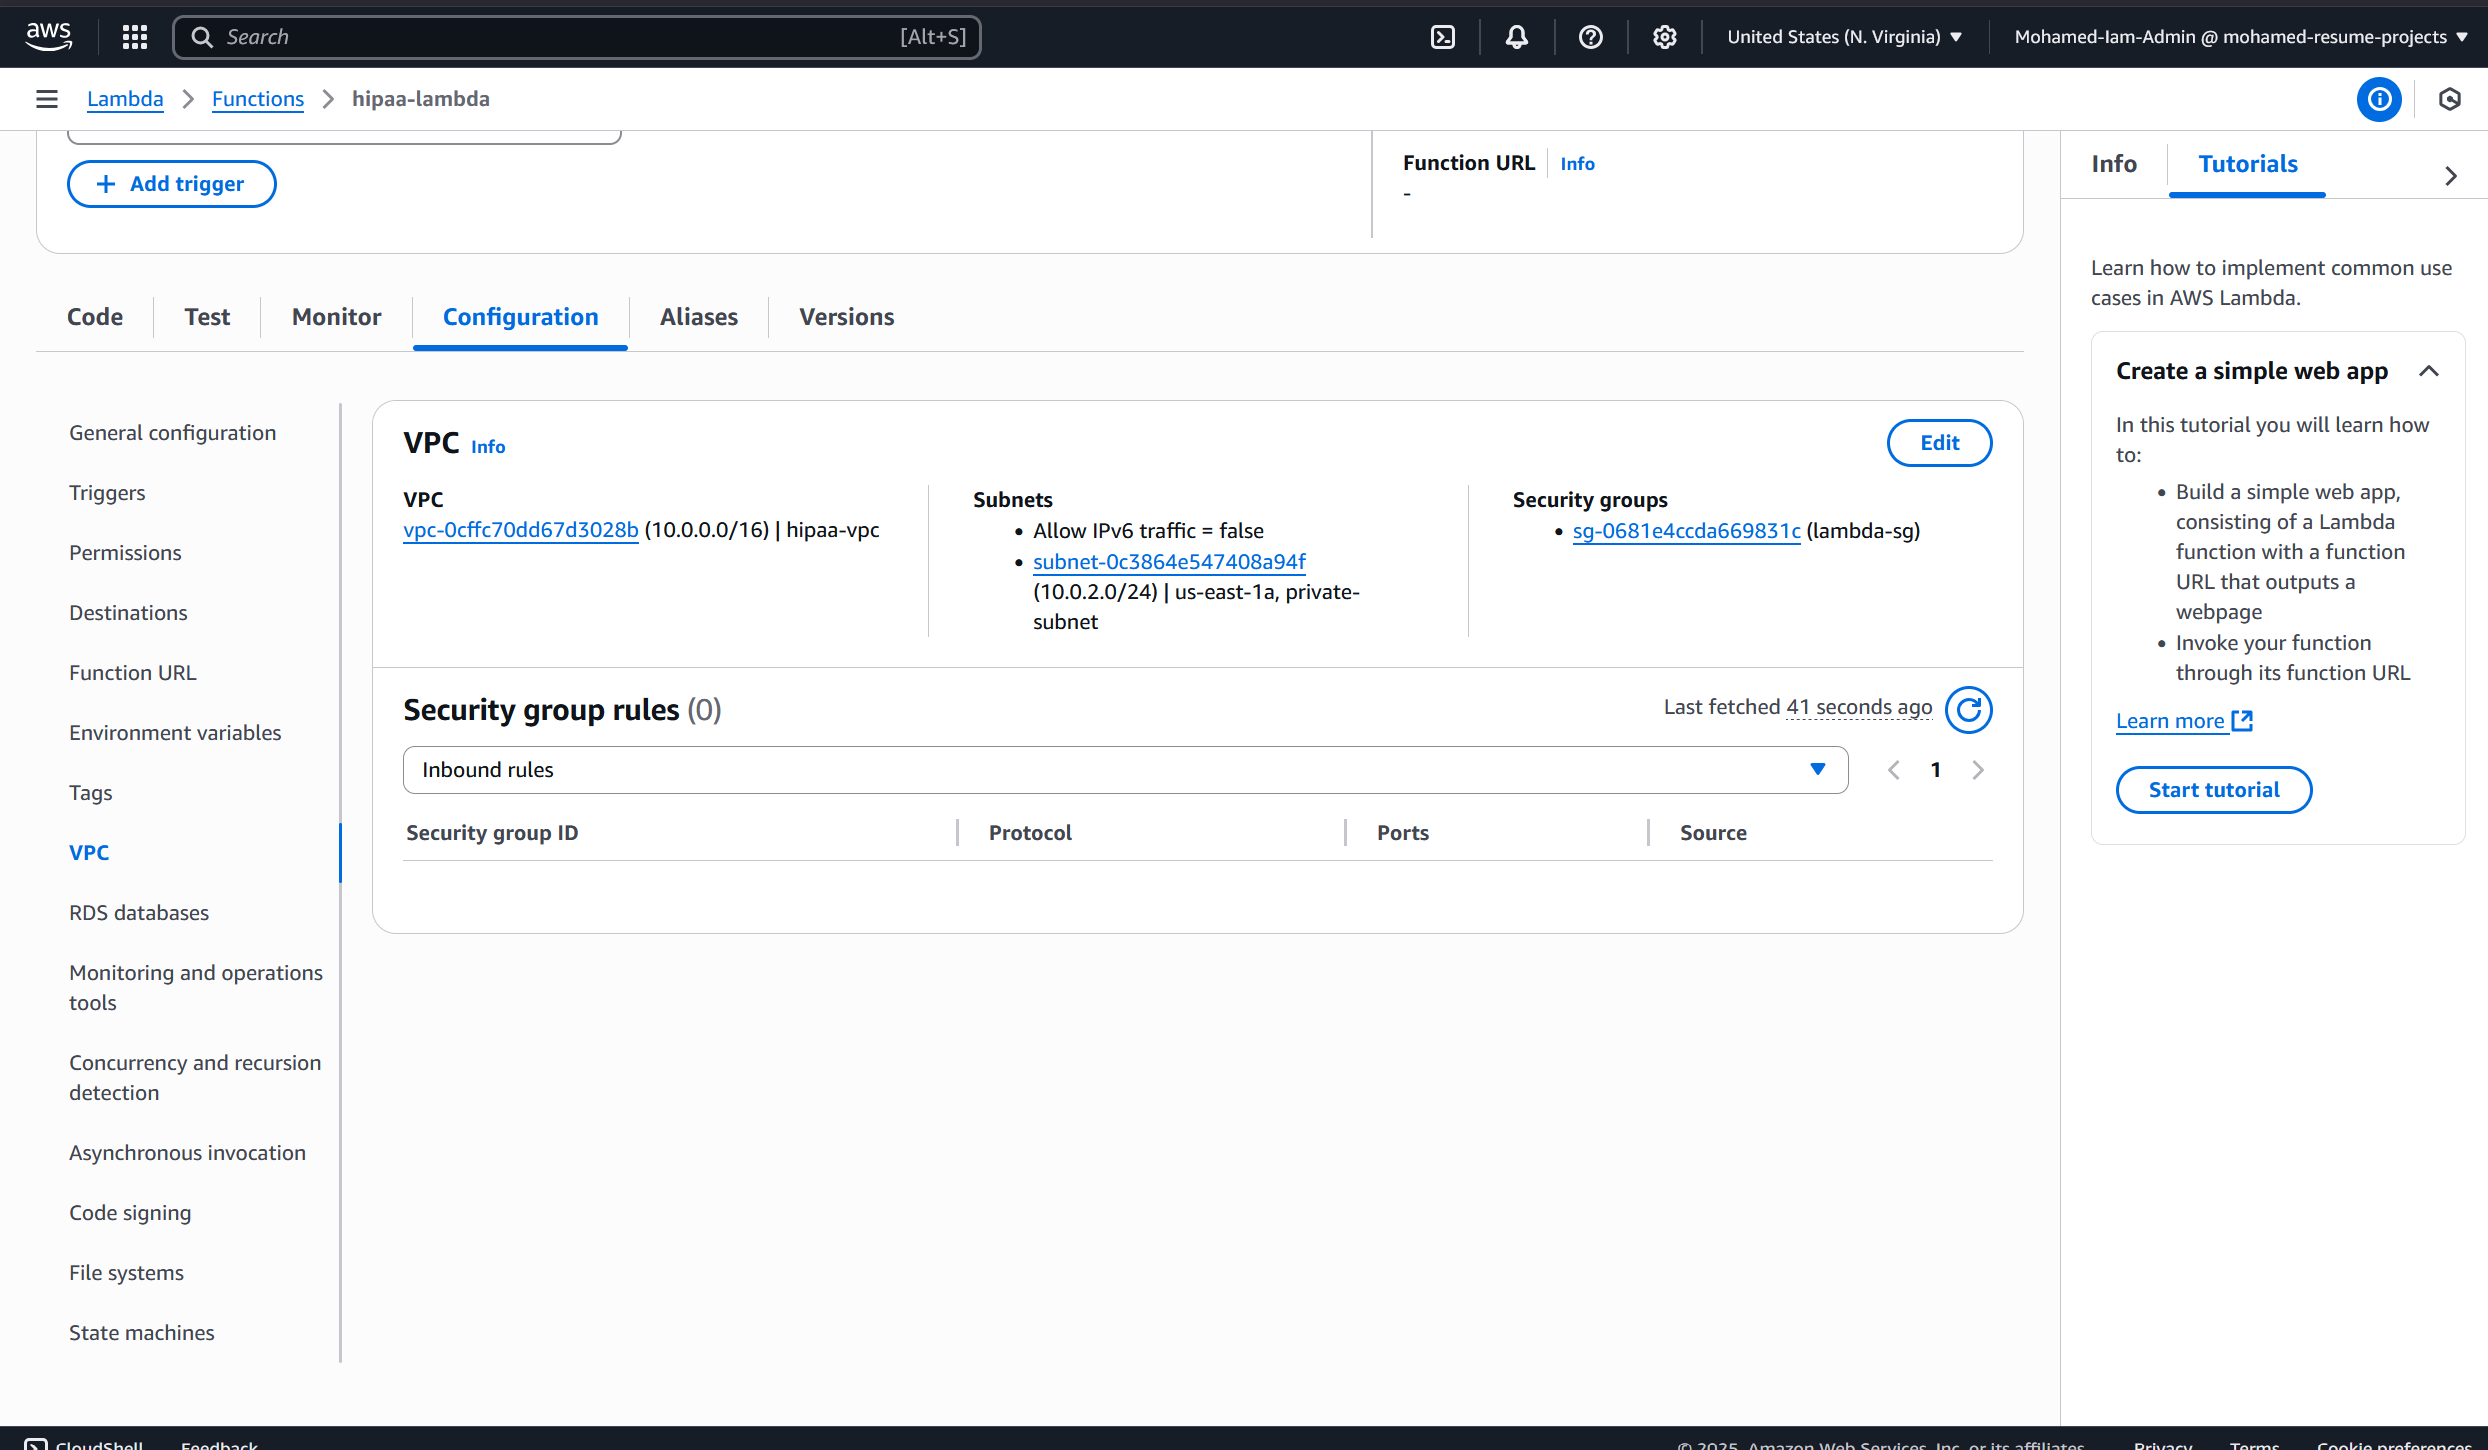 aws
Search [Alt+S]
United States (N. Virginia)
Mohamed-Iam-Admin @ mohamed-resume-projects
Lambda
Functions
hipaa-lambda
Add trigger
Function URL
Info
-
Code
Test
Monitor
Configuration
Aliases
Versions
General configuration
Triggers
Permissions
Destinations
Function URL
Environment variables
Tags
VPC
RDS databases
Monitoring and operations
tools
Concurrency and recursion
detection
Asynchronous invocation
Code signing
File systems
State machines
VPC Info
Edit
VPC
vpc-0cffc70dd67d3028b (10.0.0.0/16) | hipaa-vpc
Subnets
• Allow IPv6 traffic = false
• subnet-0c3864e547408a94f
(10.0.2.0/24) | us-east-1a, private-
subnet
Security groups
• sg-0681e4ccda669831c (lambda-sg)
Security group rules (0)
Last fetched 41 seconds ago
Inbound rules
1
Security group ID
Protocol
Ports
Source
Info
Tutorials
Learn how to implement common use
cases in AWS Lambda.
Create a simple web app
In this tutorial you will learn how
to:
• Build a simple web app,
consisting of a Lambda
function with a function
URL that outputs a
webpage
• Invoke your function
through its function URL
Learn more
Start tutorial
CloudShell
Feedback
© 2025, Amazon Web Services, Inc. or its affiliates.
Privacy
Terms
Cookie preferences